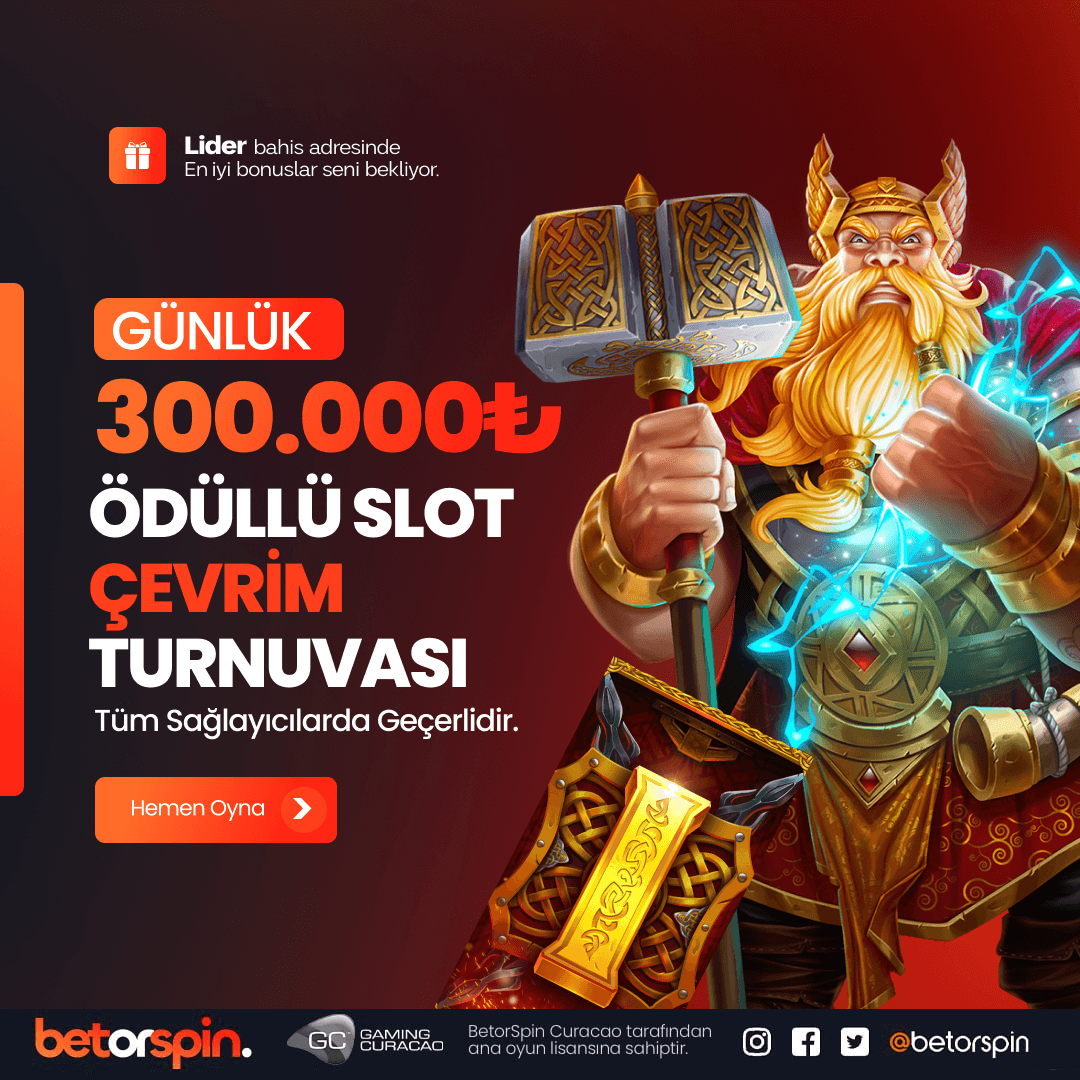 Lider bahis adresinde
En iyi bonuslar seni bekliyor.
GÜNLÜK
300.000₺
ÖDÜLLÜ SLOT
ÇEVRİM
TURNUVASI
Tüm Sağlayıcılarda Geçerlidir.
Hemen Oyna
betorspin.
GC GAMING
CURACAO
BetorSpin Curacao tarafından
ana oyun lisansına sahiptir.
@betorspin